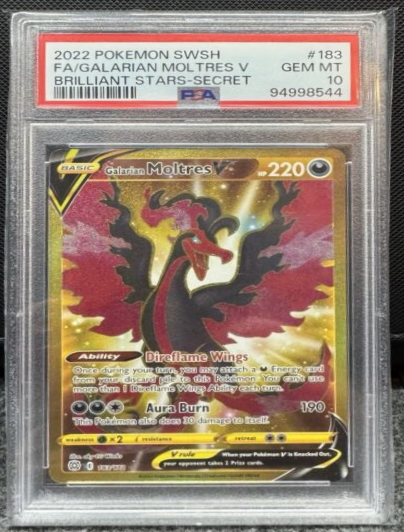 2022 POKEMON SWSH #183
FA/GALARIAN MOLTRES V GEM MT
BRILLIANT STARS-SECRET 10
PSA 94998544
BASIC
Galarian Moltres V HP 220
Ability Direflame Wings
Once during your turn, you may attach a Energy card
from your discard pile to this Pokémon. You can't use
more than 1 Direflame Wings Ability each turn.
Aura Burn 190
This Pokémon also does 30 damage to itself.
weakness ×2 resistance retreat
V rule When your Pokémon V is Knocked Out,
your opponent takes 2 Prize cards.
183/172